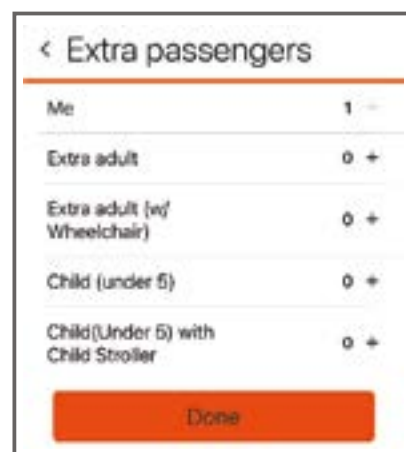 < Extra passengers
Me 1 -
Extra adult 0 +
Extra adult (w/
Wheelchair) 0 +
Child (under 5) 0 +
Child(Under 5) with
Child Stroller 0 +
Done